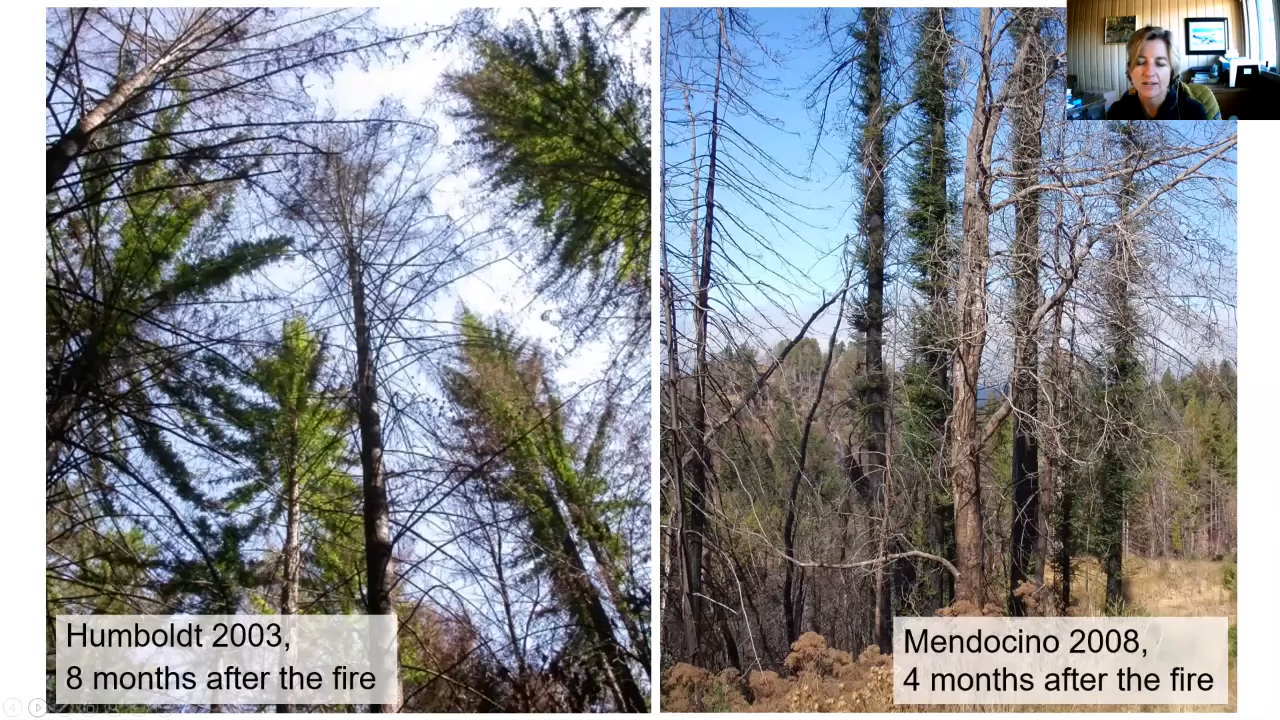 Humboldt 2003,
8 months after the fire
Mendocino 2008,
4 months after the fire